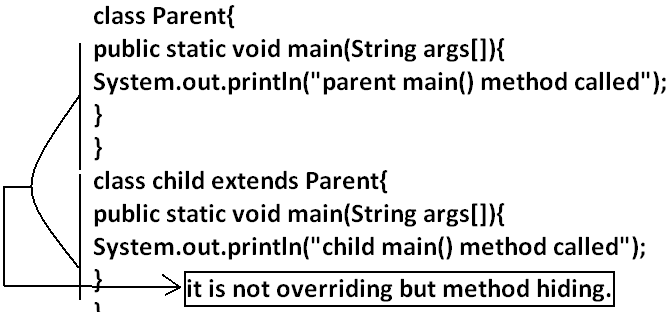 class Parent{
public static void main(String args[]){
System.out.println("parent main() method called");
}
}
class child extends Parent{
public static void main(String args[]){
System.out.println("child main() method called");
}
it is not overriding but method hiding.
}